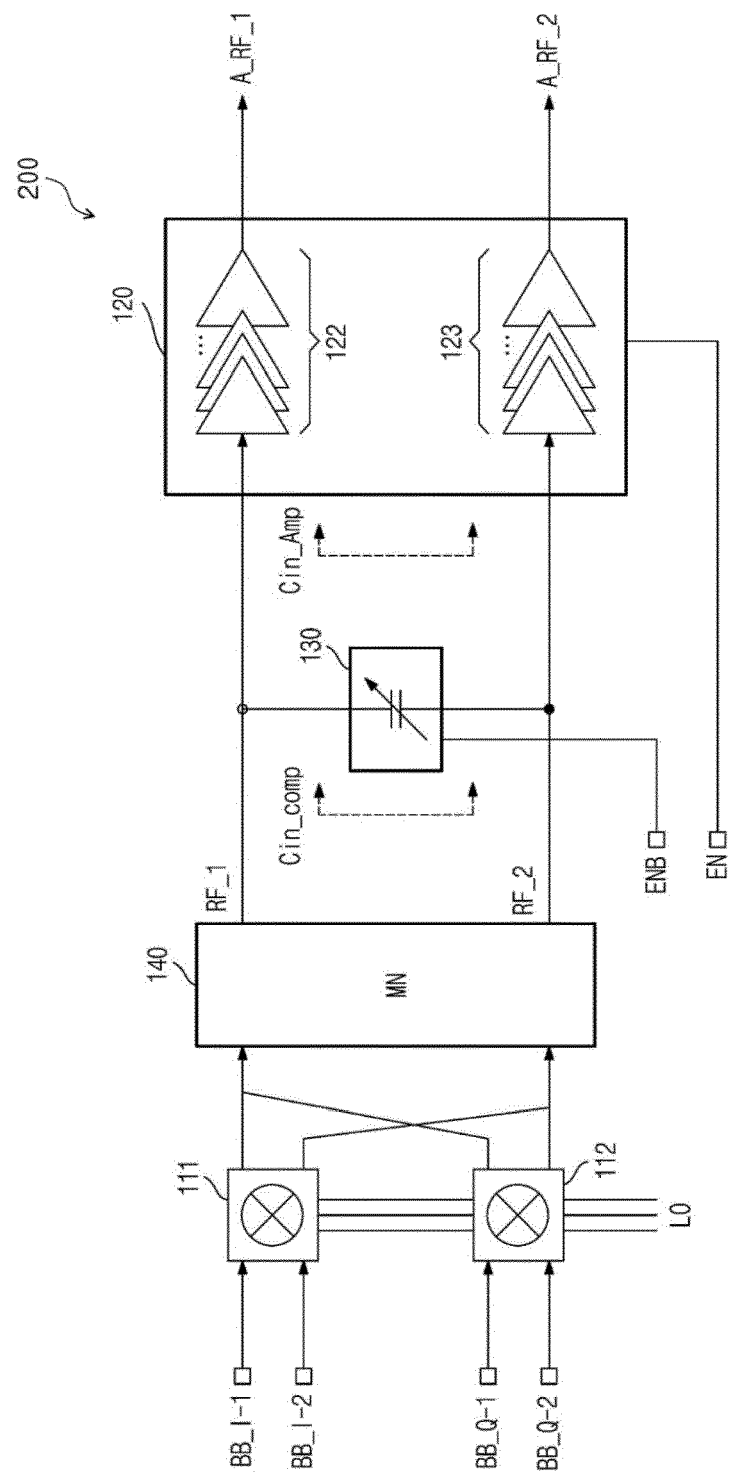 200
BB_I-1
BB_I-2
BB_Q-1
BB_Q-2
111
112
LO
140
MN
RF_1
RF_2
Cin_comp
130
Cin_Amp
ENB
EN
120
...
122
...
123
A_RF_1
A_RF_2